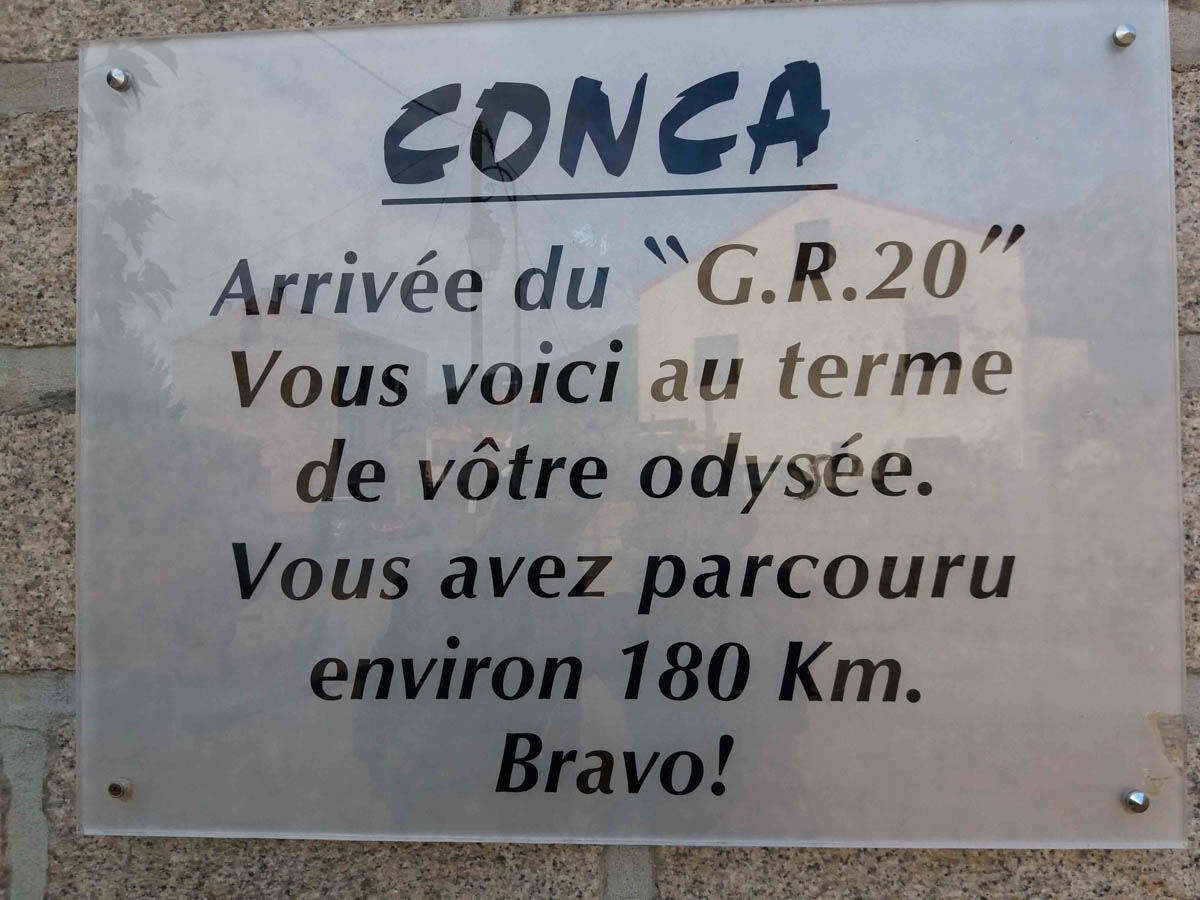 CONCA
Arrivée du "G.R.20"
Vous voici au terme
de vôtre odysée.
Vous avez parcouru
environ 180 Km.
Bravo!